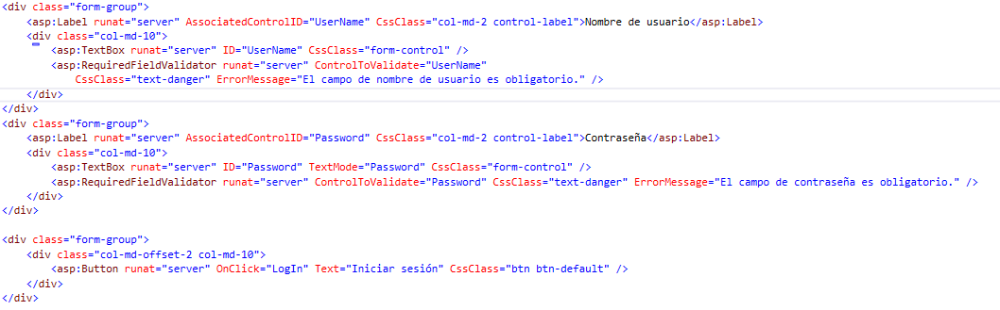 <div class="form-group">
<asp:Label runat="server" AssociatedControlID="UserName" CssClass="col-md-2 control-label">Nombre de usuario</asp:Label>
<div class="col-md-10">
<asp:TextBox runat="server" ID="UserName" CssClass="form-control" />
<asp:RequiredFieldValidator runat="server" ControlToValidate="UserName"
CssClass="text-danger" ErrorMessage="El campo de nombre de usuario es obligatorio." />
</div>
</div>
<div class="form-group">
<asp:Label runat="server" AssociatedControlID="Password" CssClass="col-md-2 control-label">Contraseña</asp:Label>
<div class="col-md-10">
<asp:TextBox runat="server" ID="Password" TextMode="Password" CssClass="form-control" />
<asp:RequiredFieldValidator runat="server" ControlToValidate="Password" CssClass="text-danger" ErrorMessage="El campo de contraseña es obligatorio." />
</div>
</div>
<div class="form-group">
<div class="col-md-offset-2 col-md-10">
<asp:Button runat="server" OnClick="LogIn" Text="Iniciar sesión" CssClass="btn btn-default" />
</div>
</div>